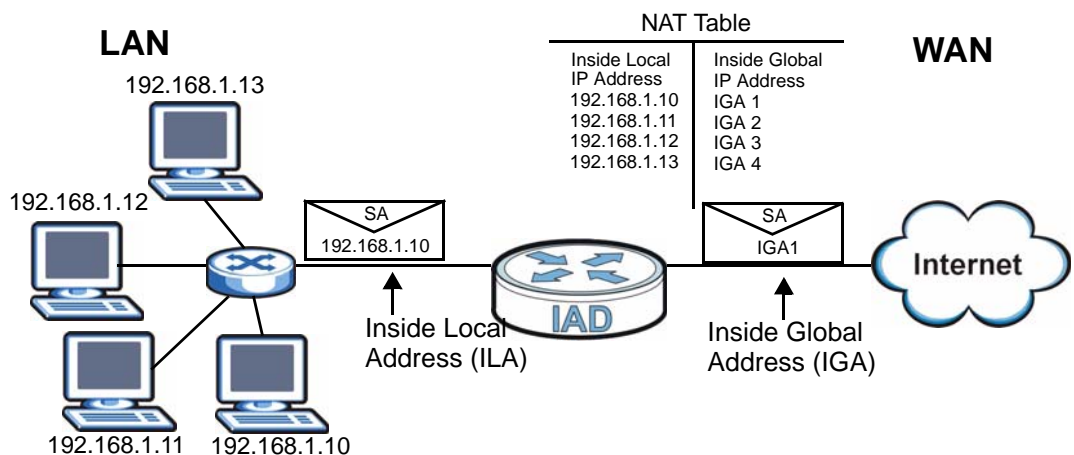 NAT Table
LAN
WAN
Inside Local
IP Address
192.168.1.10
192.168.1.11
192.168.1.12
192.168.1.13
Inside Global
IP Address
IGA 1
IGA 2
IGA 3
IGA 4
192.168.1.13
192.168.1.12
SA
192.168.1.10
SA
IGA1
Internet
IAD
Inside Local
Address (ILA)
Inside Global
Address (IGA)
192.168.1.11
192.168.1.10